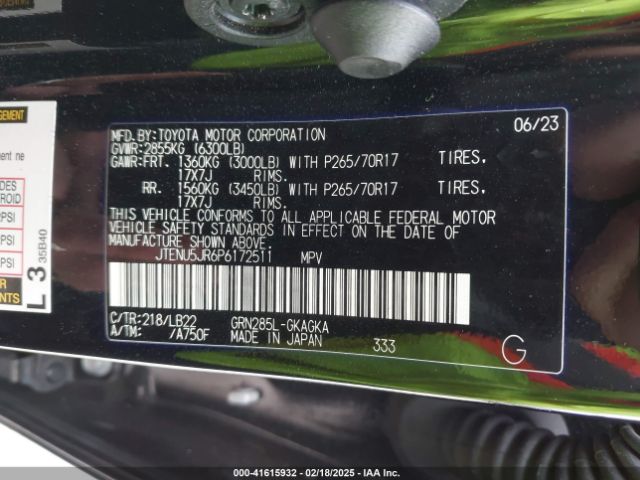 06/23
MFD.BY:TOYOTA MOTOR CORPORATION
GVWR:2855KG (6300LB)
GAWR:FRT. 1360KG (3000LB) WITH P265/70R17 TIRES,
17X7J RIMS.
RR. 1560KG (3450LB) WITH P265/70R17 TIRES,
17X7J RIMS.
THIS VEHICLE CONFORMS TO ALL APPLICABLE FEDERAL MOTOR
VEHICLE SAFETY STANDARDS IN EFFECT ON THE DATE OF
MANUFACTURE SHOWN ABOVE.
JTENU5JR6P6172511 MPV
C/TR:218/LB22 GRN285L-GKAGKA
A/TM: /A750F MADE IN JAPAN 333
G
L 3 35B40
PSI
PSI
PSI
000-41615932 - 02/18/2025 - IAA Inc.